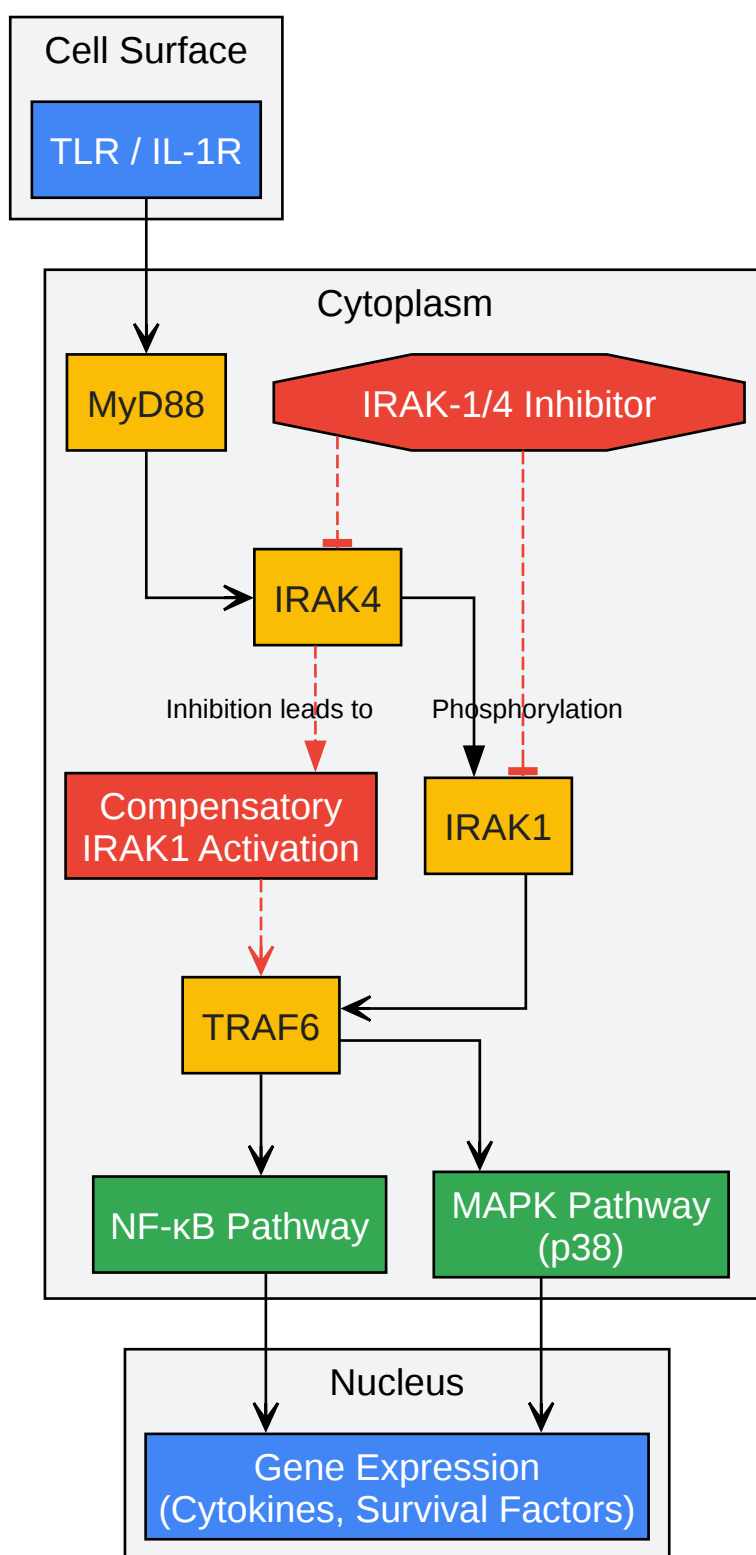 Cell Surface
TLR / IL-1R
Cytoplasm
MyD88
IRAK-1/4 Inhibitor
IRAK4
Inhibition leads to
Phosphorylation
Compensatory
IRAK1 Activation
IRAK1
TRAF6
NF-κB Pathway
MAPK Pathway
(p38)
Nucleus
Gene Expression
(Cytokines, Survival Factors)